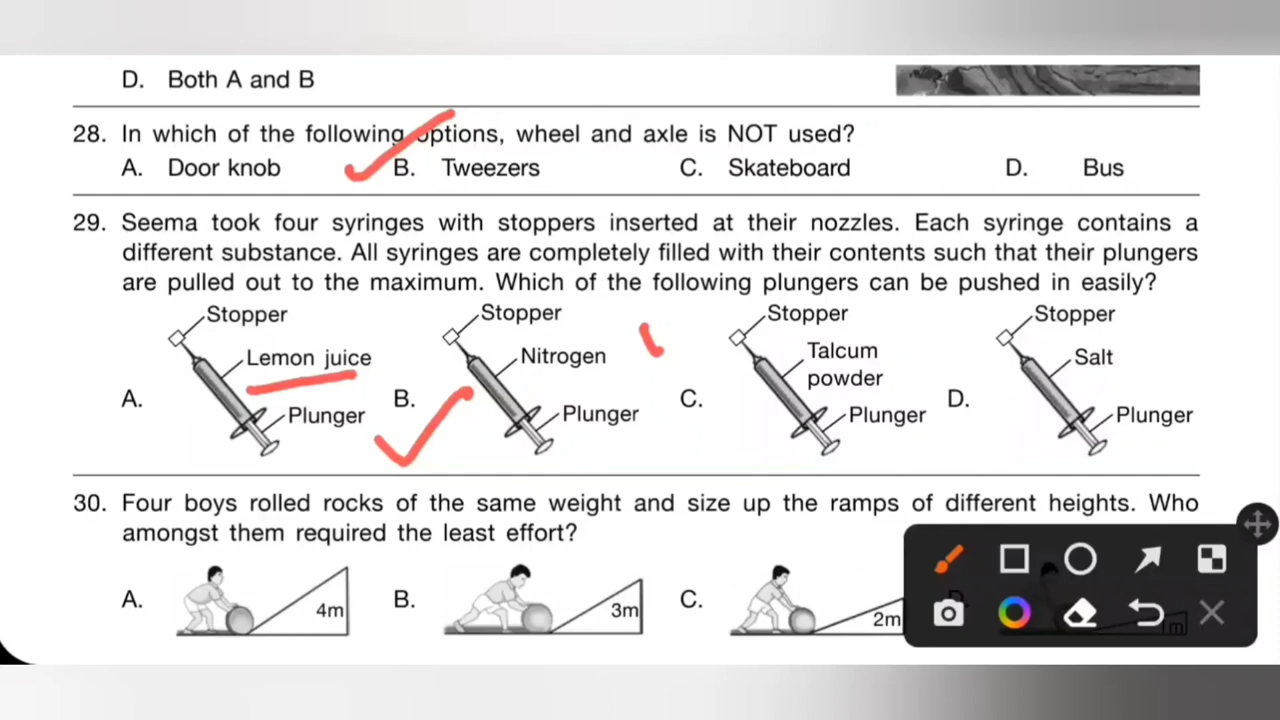 D. Both A and B
28. In which of the following options, wheel and axle is NOT used?
A. Door knob B. Tweezers C. Skateboard D. Bus
29. Seema took four syringes with stoppers inserted at their nozzles. Each syringe contains a
different substance. All syringes are completely filled with their contents such that their plungers
are pulled out to the maximum. Which of the following plungers can be pushed in easily?
A. Stopper
Lemon juice
Plunger
B. Stopper
Nitrogen
Plunger
C. Stopper
Talcum
powder
Plunger
D. Stopper
Salt
Plunger
30. Four boys rolled rocks of the same weight and size up the ramps of different heights. Who
amongst them required the least effort?
A. 4m B. 3m C. 2m D. 1m